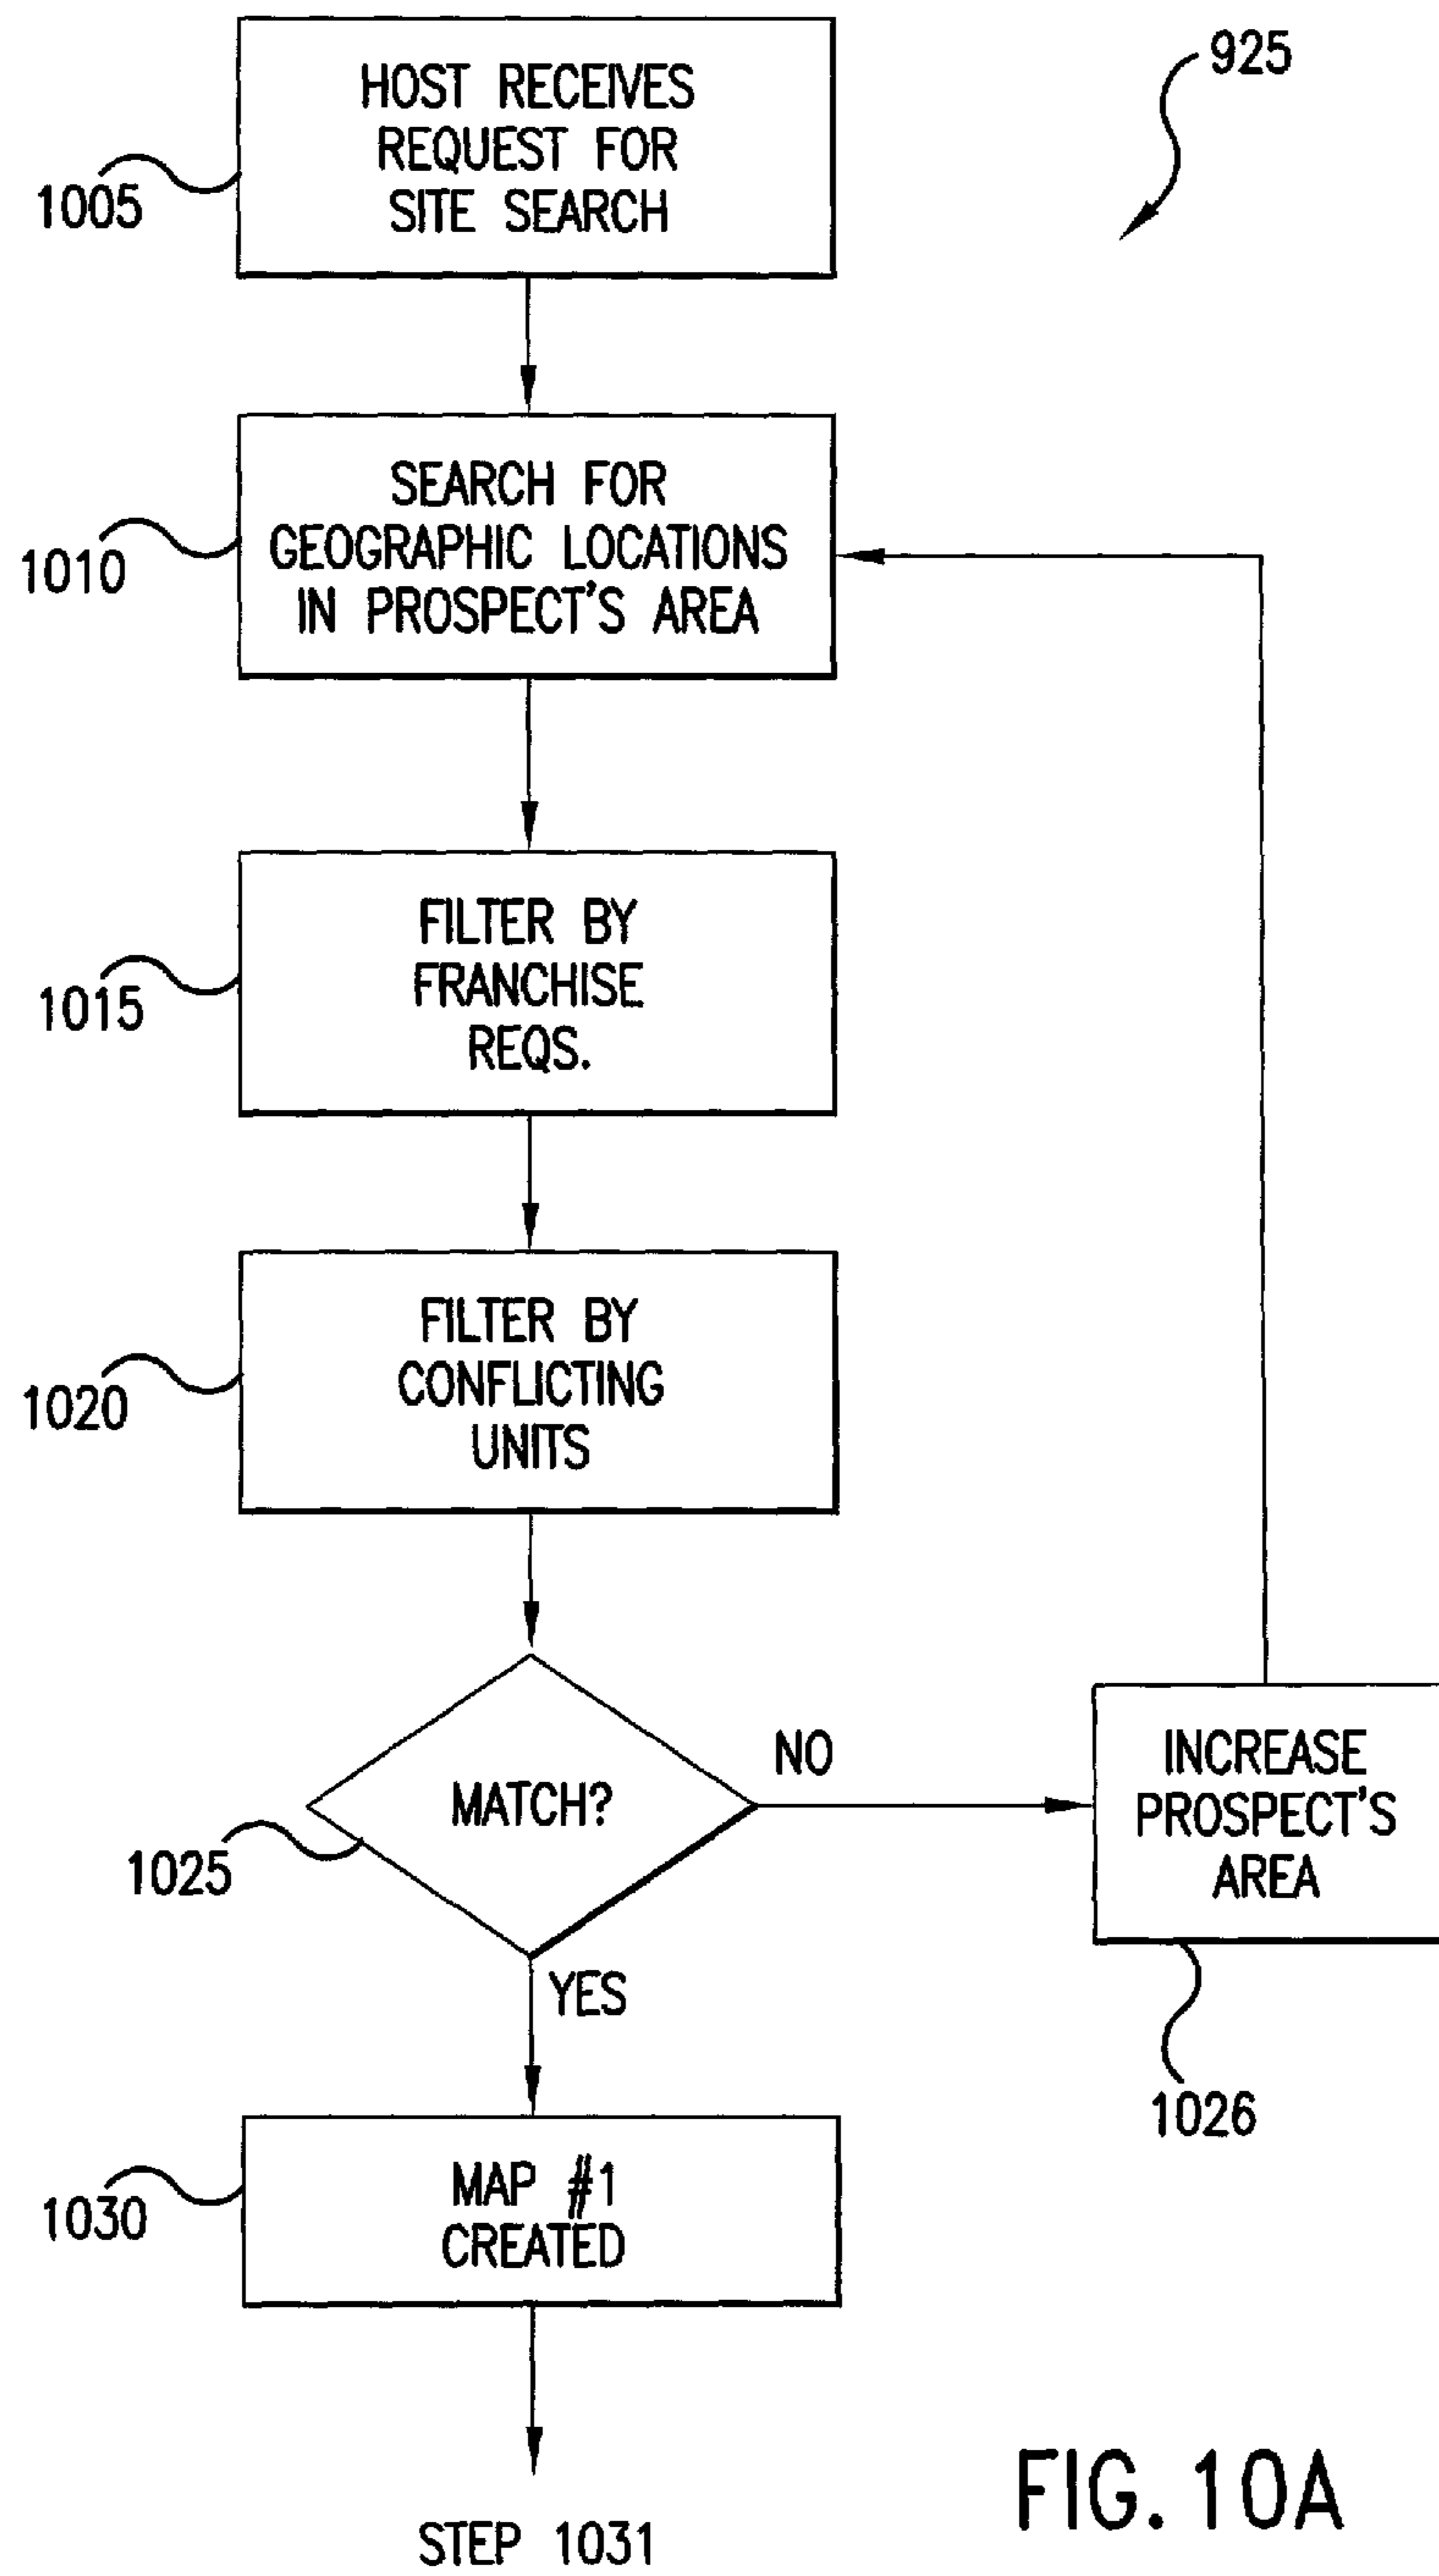 925
HOST RECEIVES
REQUEST FOR
SITE SEARCH
1005
SEARCH FOR
GEOGRAPHIC LOCATIONS
IN PROSPECT'S AREA
1010
FILTER BY
FRANCHISE
REQS.
1015
FILTER BY
CONFLICTING
UNITS
1020
MATCH?
1025
NO
INCREASE
PROSPECT'S
AREA
1026
YES
MAP #1
CREATED
1030
STEP 1031
FIG. 10A